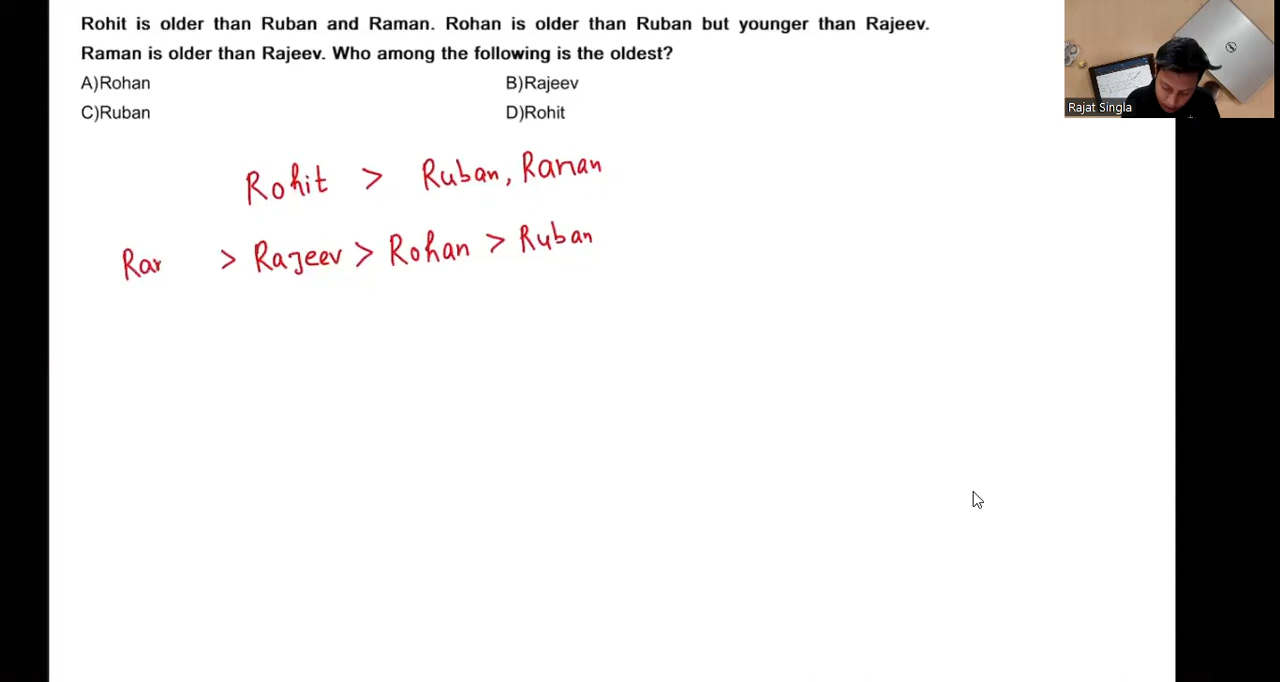 Rohit is older than Ruban and Raman. Rohan is older than Ruban but younger than Rajeev.
Raman is older than Rajeev. Who among the following is the oldest?
A)Rohan B)Rajeev
C)Ruban D)Rohit
Rajat Singla
Rohit > Ruban, Raman
Ram > Rajeev > Rohan > Ruban